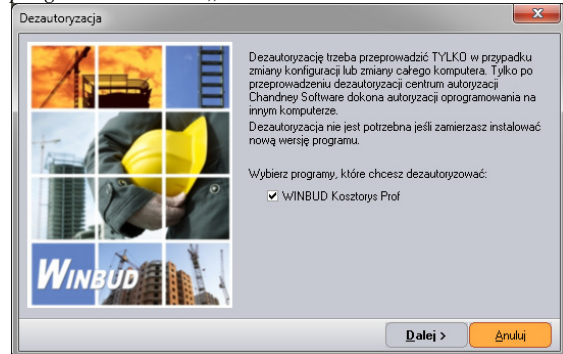 Dezautoryzacja
Dezautoryzację trzeba przeprowadzić TYLKO w przypadku
zmiany konfiguracji lub zmiany całego komputera. Tylko po
przeprowadzeniu dezautoryzacji centrum autoryzacji
Chandney Software dokona autoryzacji oprogramowania na
innym komputerze.
Dezautoryzacja nie jest potrzebna jeśli zamierzasz instalować
nową wersję programu.
Wybierz programy, które chcesz dezautoryzować:
WINBUD Kosztorys Prof
WINBUD
Dalej >
Anuluj